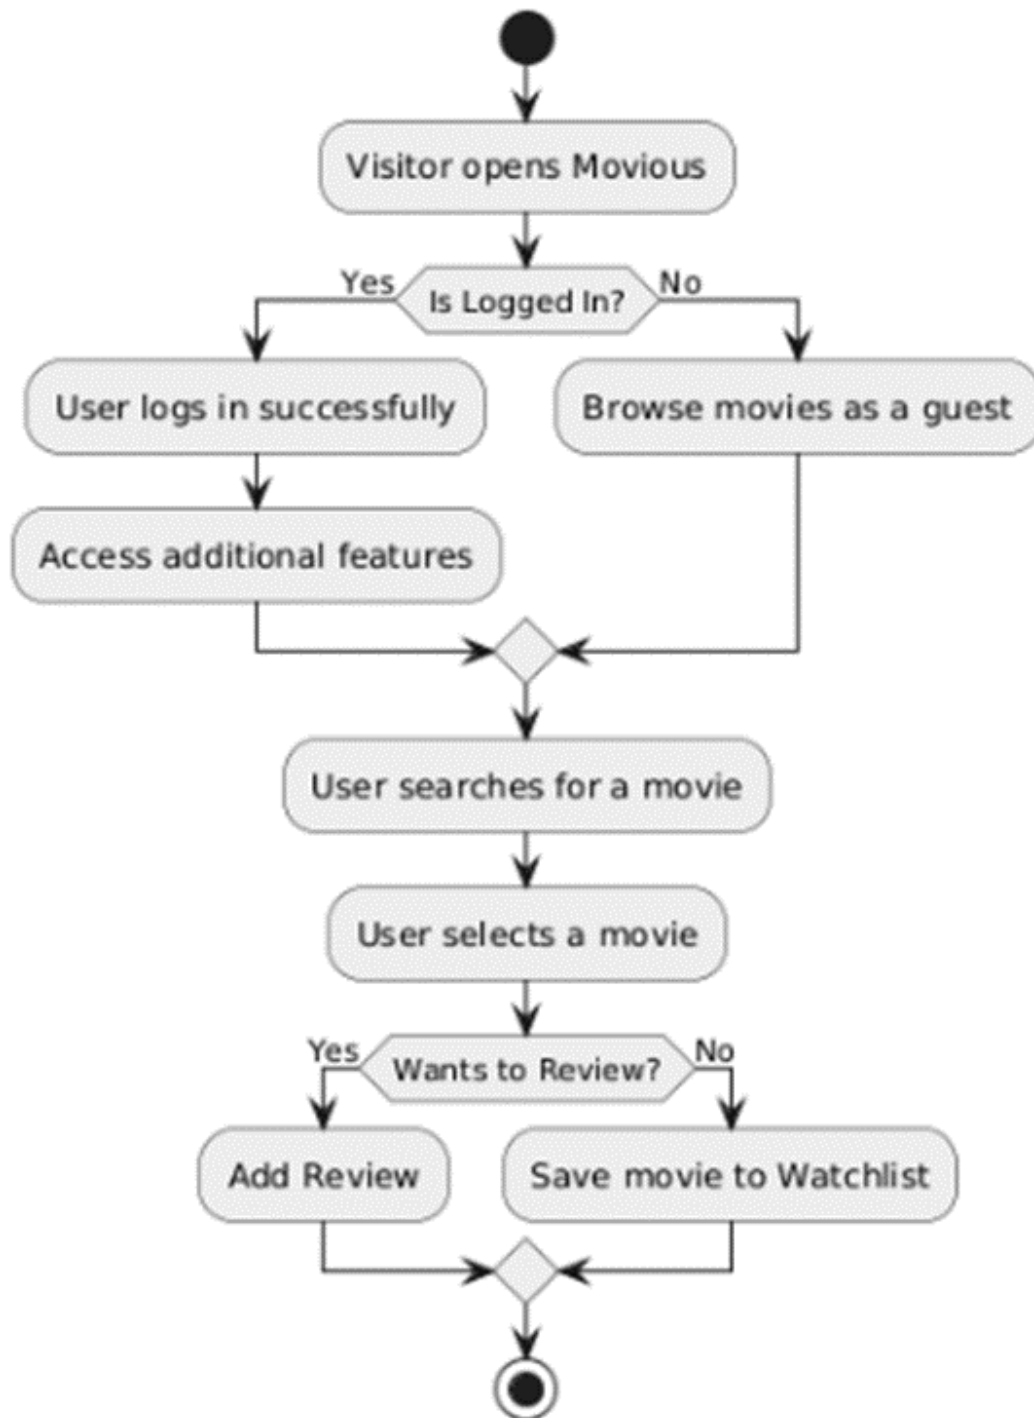 Visitor opens Movious
Yes
Is Logged In?
No
User logs in successfully
Browse movies as a guest
Access additional features
User searches for a movie
User selects a movie
Yes
Wants to Review?
No
Add Review
Save movie to Watchlist